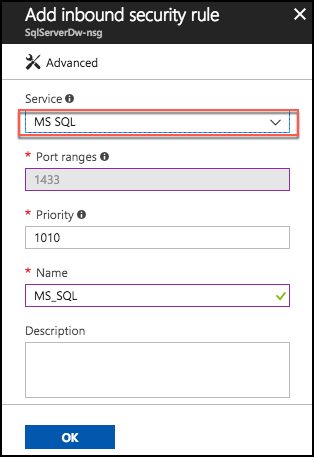 Add inbound security rule
SqlServerDw-nsg
Advanced
Service
MS SQL
* Port ranges
1433
* Priority
1010
* Name
MS_SQL
Description
OK